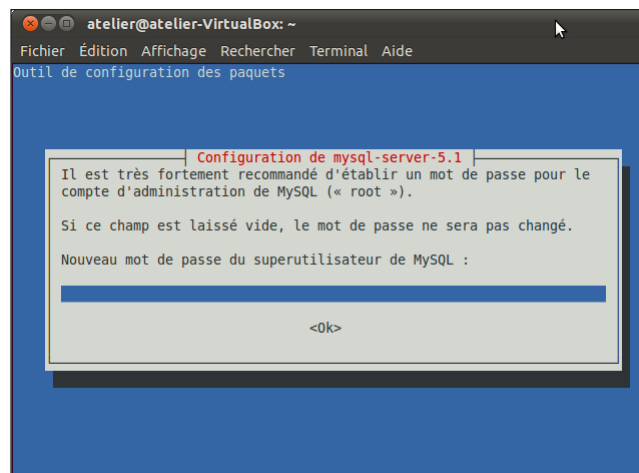 atelier@atelier-VirtualBox: ~
Fichier Édition Affichage Rechercher Terminal Aide
Outil de configuration des paquets
Configuration de mysql-server-5.1
Il est très fortement recommandé d'établir un mot de passe pour le
compte d'administration de MySQL (« root »).
Si ce champ est laissé vide, le mot de passe ne sera pas changé.
Nouveau mot de passe du superutilisateur de MySQL :
<Ok>